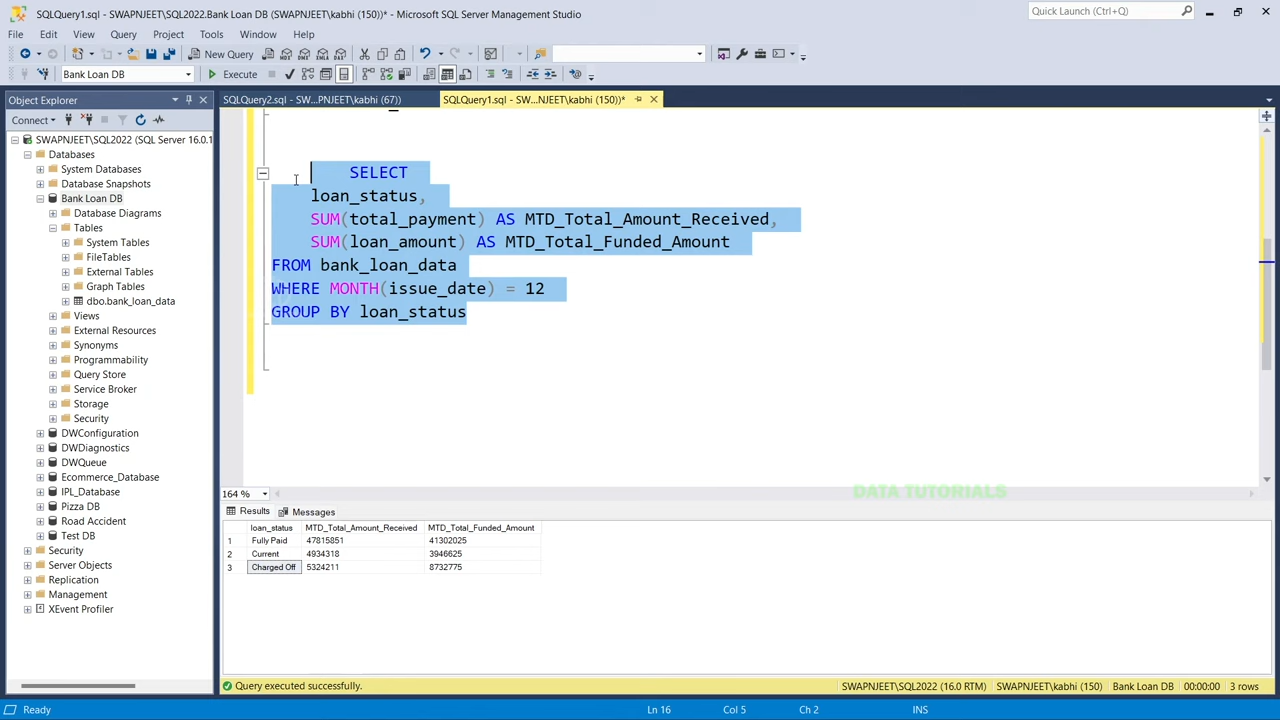 SQLQuery1.sql - SWAPNJEET\SQL2022.Bank Loan DB (SWAPNJEET\kabhi (150))* - Microsoft SQL Server Management Studio
Quick Launch (Ctrl+Q)
File Edit View Query Project Tools Window Help
New Query
MDX DMX XMLA DAX
Bank Loan DB
Execute
Object Explorer
SQLQuery2.sql - SW...PNJEET\kabhi (67))
SQLQuery1.sql - SW...NJEET\kabhi (150))*
Connect
SWAPNJEET\SQL2022 (SQL Server 16.0.1
Databases
System Databases
Database Snapshots
Bank Loan DB
Database Diagrams
Tables
System Tables
FileTables
External Tables
Graph Tables
dbo.bank_loan_data
Views
External Resources
Synonyms
Programmability
Query Store
Service Broker
Storage
Security
DWConfiguration
DWDiagnostics
DWQueue
Ecommerce_Database
IPL_Database
Pizza DB
Road Accident
Test DB
Security
Server Objects
Replication
Management
XEvent Profiler
SELECT
loan_status,
SUM(total_payment) AS MTD_Total_Amount_Received,
SUM(loan_amount) AS MTD_Total_Funded_Amount
FROM bank_loan_data
WHERE MONTH(issue_date) = 12
GROUP BY loan_status
164 %
DATA TUTORIALS
Results Messages
loan_status MTD_Total_Amount_Received MTD_Total_Funded_Amount
1 Fully Paid 47815851 41302025
2 Current 4934318 3946625
3 Charged Off 5324211 8732775
Query executed successfully.
SWAPNJEET\SQL2022 (16.0 RTM) SWAPNJEET\kabhi (150) Bank Loan DB 00:00:00 3 rows
Ready Ln 16 Col 5 Ch 2 INS